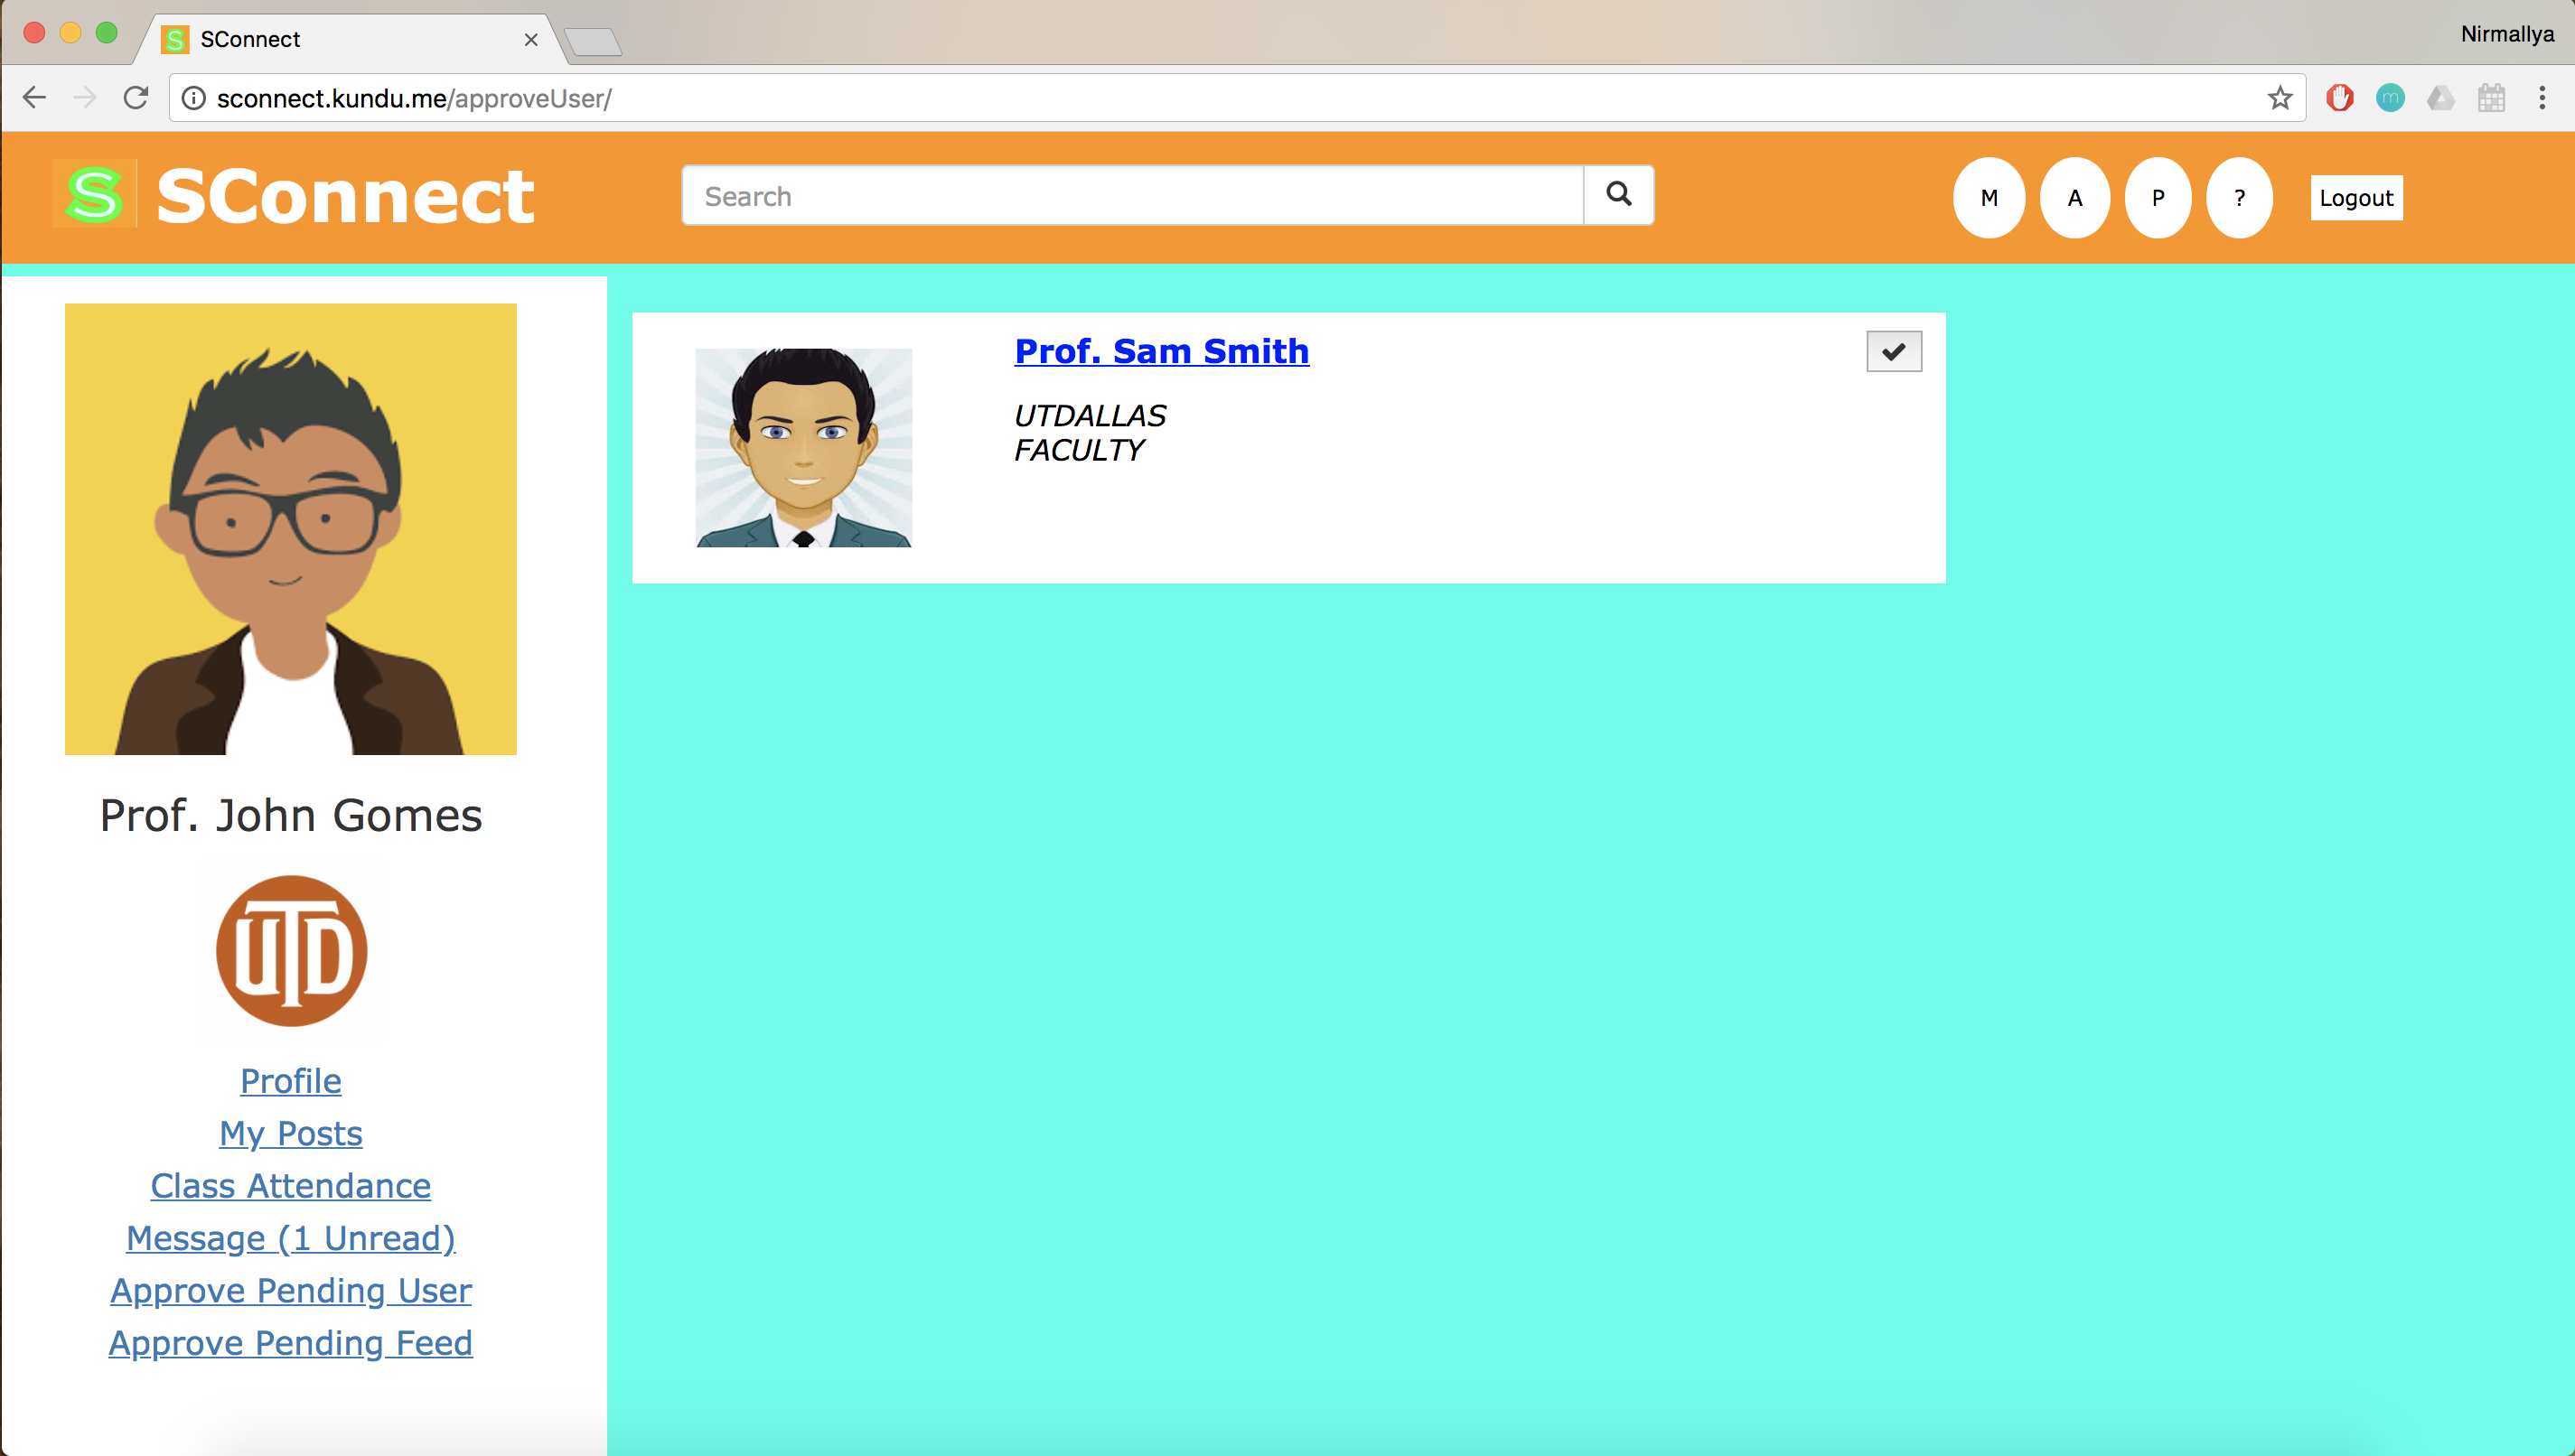 S SConnect
Nirmallya
sconnect.kundu.me/approveUser/
m
S SConnect
Search
M A P ? Logout
Prof. Sam Smith
UTDALLAS
FACULTY
Prof. John Gomes
UTD
Profile
My Posts
Class Attendance
Message (1 Unread)
Approve Pending User
Approve Pending Feed